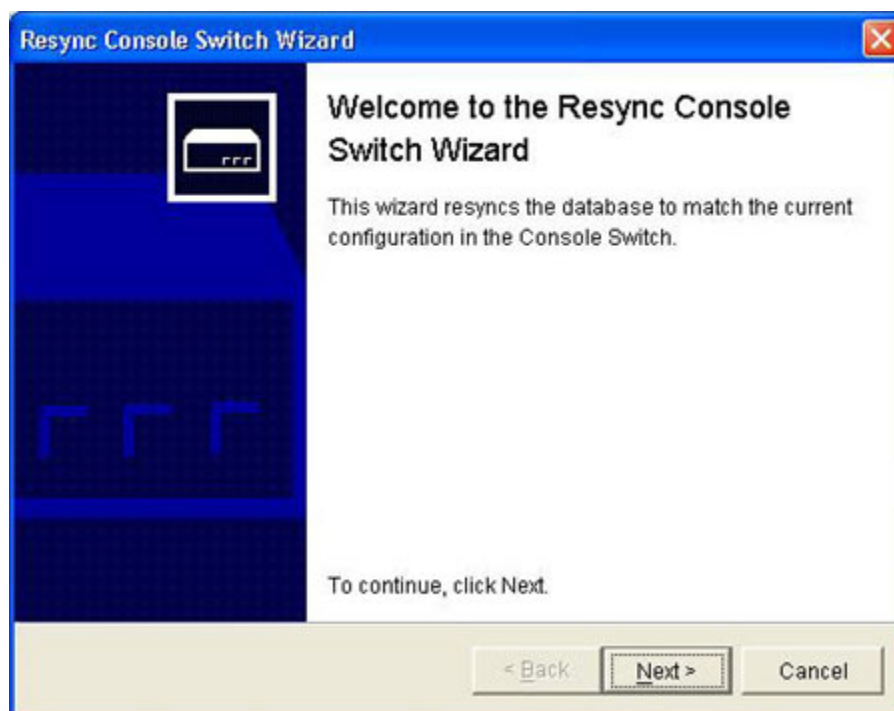 Resync Console Switch Wizard
Welcome to the Resync Console
Switch Wizard
This wizard resyncs the database to match the current
configuration in the Console Switch.
To continue, click Next.
< Back
Next >
Cancel